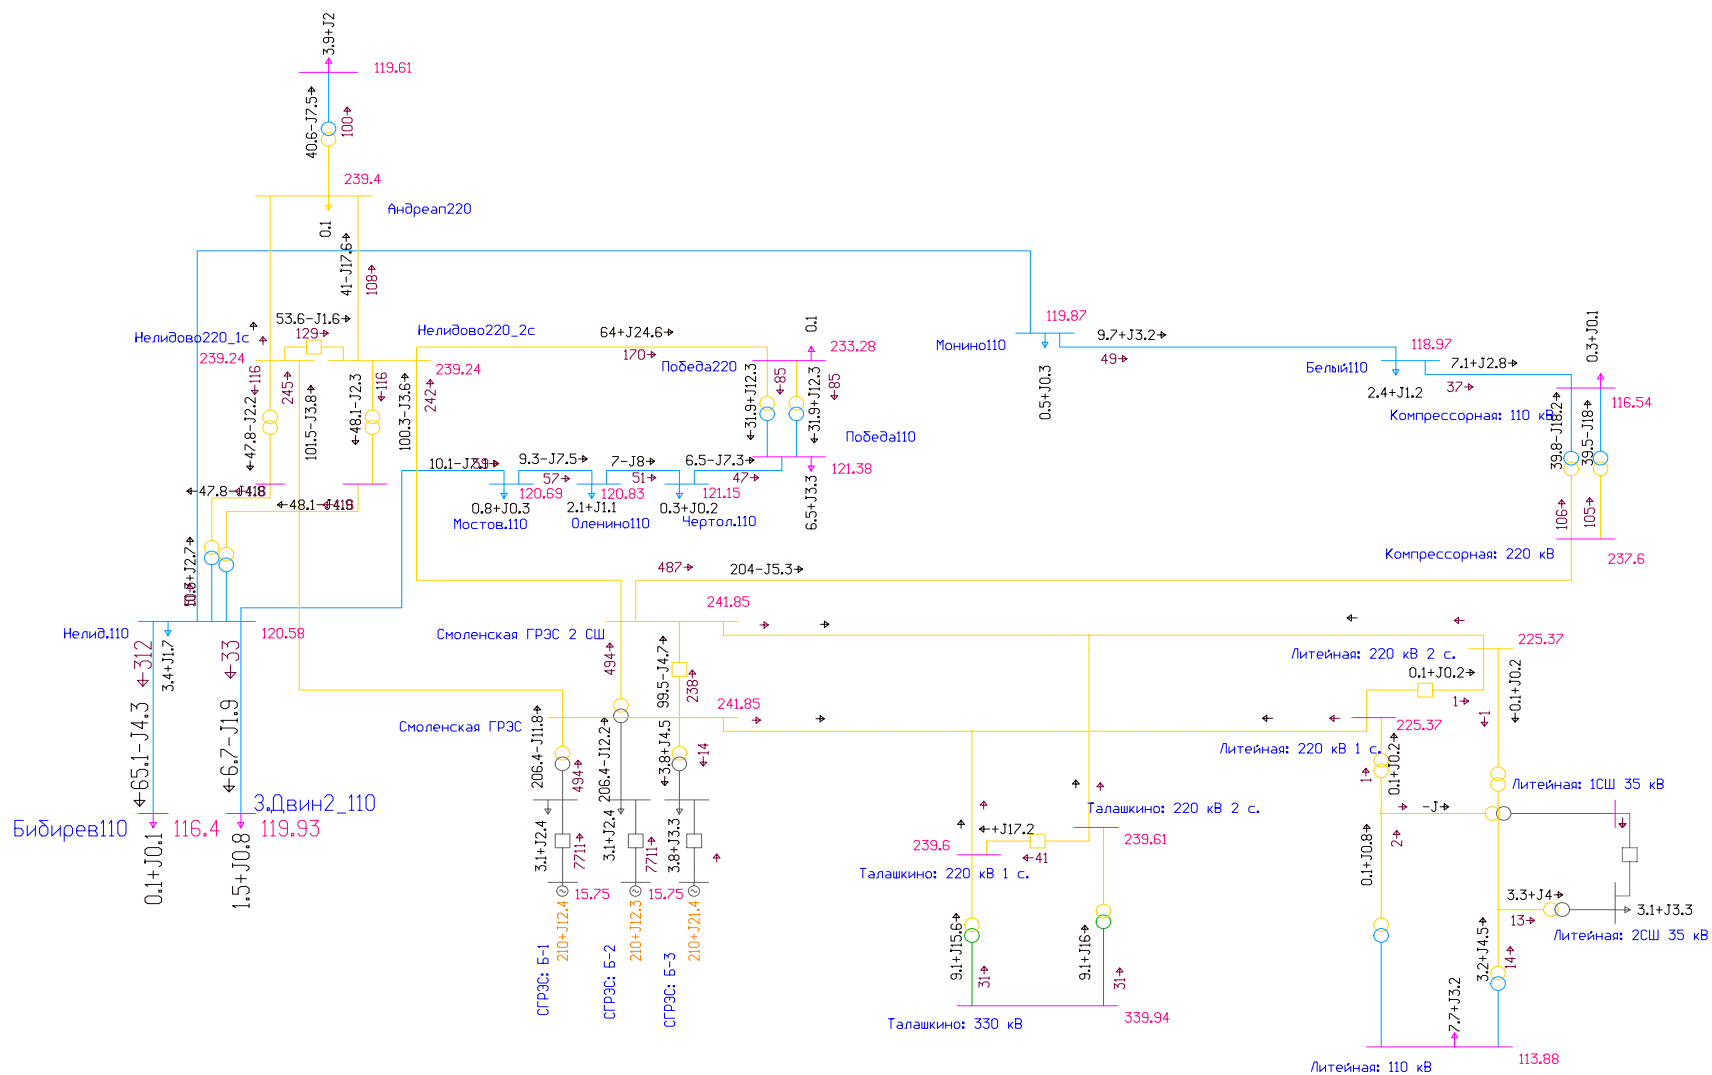 3.9+J2
119.61
40.6-J7.5
100
239.4
Андреап220
0.1
41-J17.6
108
53.6-J1.6
129
Нелидово220_1с
239.24
Нелидово220_2с
239.24
64+J24.6
170
0.1
233.28
Победа220
116
245
47.8-J2.2
101.5-J3.8
116
48.1-J2.3
100.3-J3.6
242
31.9+J12.3
85
31.9+J12.3
85
Победа110
121.38
6.5+J3.3
119.87
Монино110
0.5+J0.3
9.7+J3.2
49
118.97
Белый110
2.4+J1.2
7.1+J2.8
37
0.3+J0.1
116.54
Компрессорная: 110 кВ
39.8-J18.2
39.5-J18
106
105
Компрессорная: 220 кВ
237.6
47.8-J4.8
48.1-J4.9
10.1-J7.9
9.3-J7.5
57
7-J8
51
6.5-J7.3
47
120.69
120.83
121.15
0.8+J0.3
2.1+J1.1
0.3+J0.2
Мостов.110
Оленино110
Чертол.110
487
204-J5.3
Нелид.110
120.58
3.4+J1.7
312
33
65.1-J4.3
6.7-J1.9
Бибирев110
116.4
З.Двин2_110
119.93
0.1+J0.1
1.5+J0.8
241.85
Смоленская ГРЭС 2 СШ
494
99.5-J4.7
238
241.85
Смоленская ГРЭС
206.4-J11.8
494
206.4-J12.2
3.8+J4.5
14
3.1+J2.4
7711
3.1+J2.4
7711
3.8+J3.3
15.75
15.75
210+J12.4
210+J12.3
210+J21.4
СГРЭС: Б-1
СГРЭС: Б-2
СГРЭС: Б-3
225.37
Литейная: 220 кВ 2 с.
0.1+J0.2
1
1
0.1+J0.2
225.37
Литейная: 220 кВ 1 с.
1
0.1+J0.2
Литейная: 1СШ 35 кВ
-J
2
0.1+J0.8
3.3+J4
13
3.1+J3.3
Литейная: 2СШ 35 кВ
3.2+J4.5
14
7.7+J3.2
113.88
Литейная: 110 кВ
Талашкино: 220 кВ 2 с.
239.61
+J17.2
41
239.6
Талашкино: 220 кВ 1 с.
9.1+J15.6
31
9.1+J16
31
Талашкино: 330 кВ
339.94